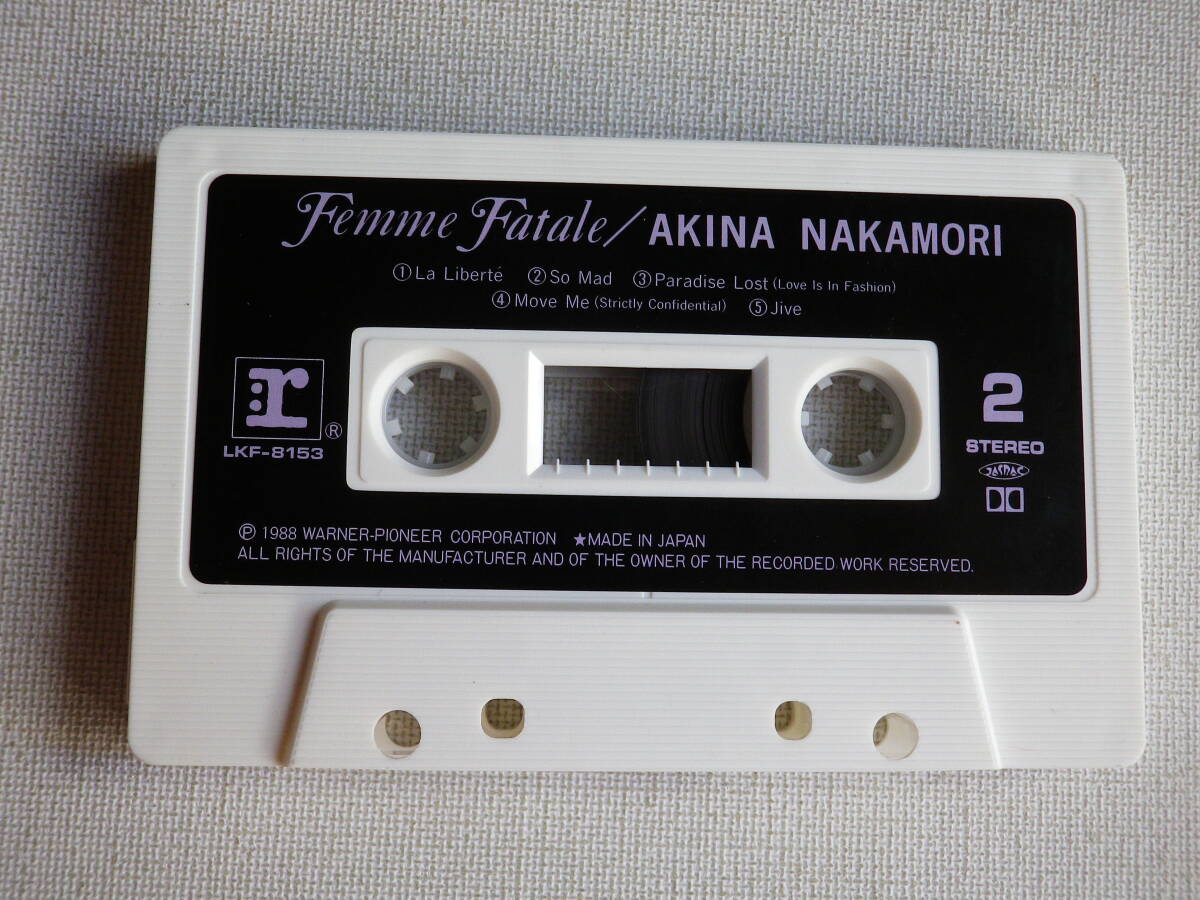 Femme Fatale/AKINA NAKAMORI
①La Liberté ②So Mad ③Paradise Lost (Love Is In Fashion)
④Move Me (Strictly Confidential) ⑤Jive
r
®
LKF-8153
2
STEREO
JASRAC
Ⓟ 1988 WARNER-PIONEER CORPORATION ★MADE IN JAPAN
ALL RIGHTS OF THE MANUFACTURER AND OF THE OWNER OF THE RECORDED WORK RESERVED.